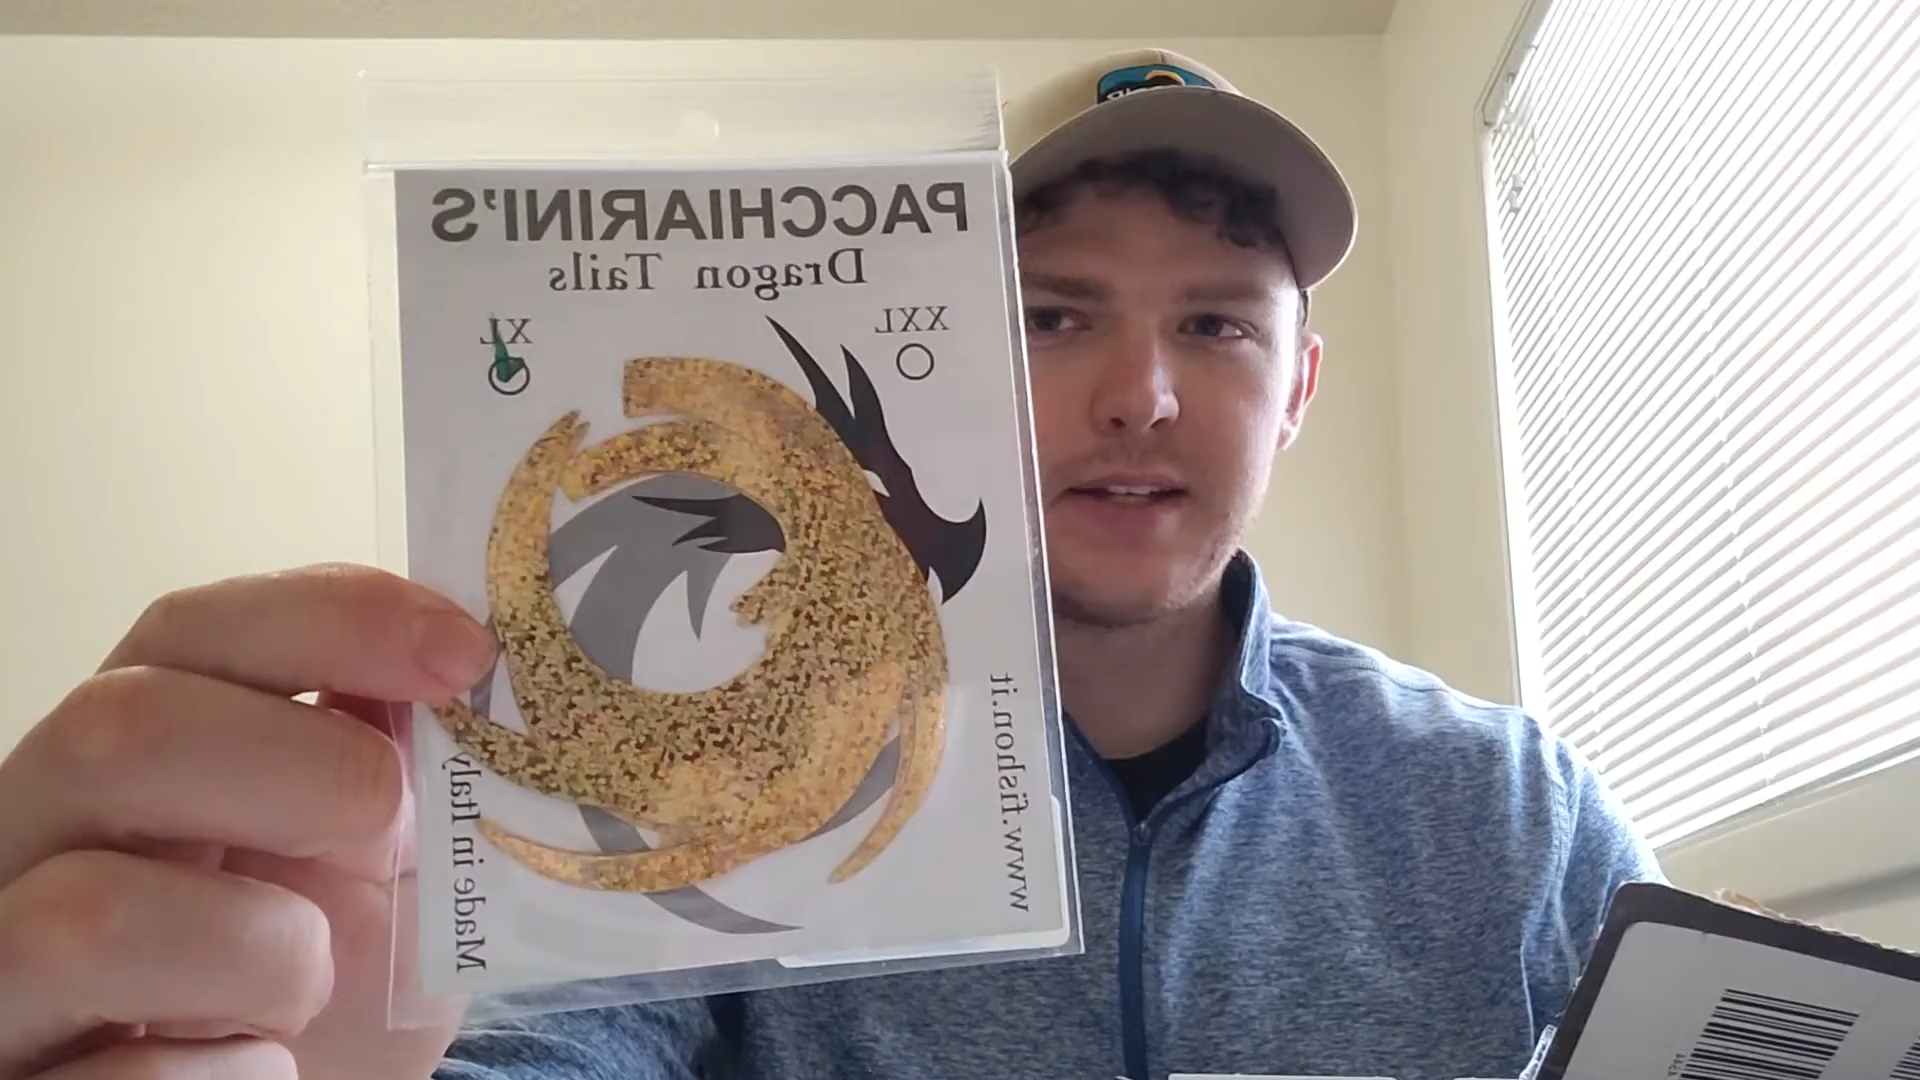 PACCHIARINI'S
Dragon Tails
XL
XXL
www.fishon.it
Made in Italy